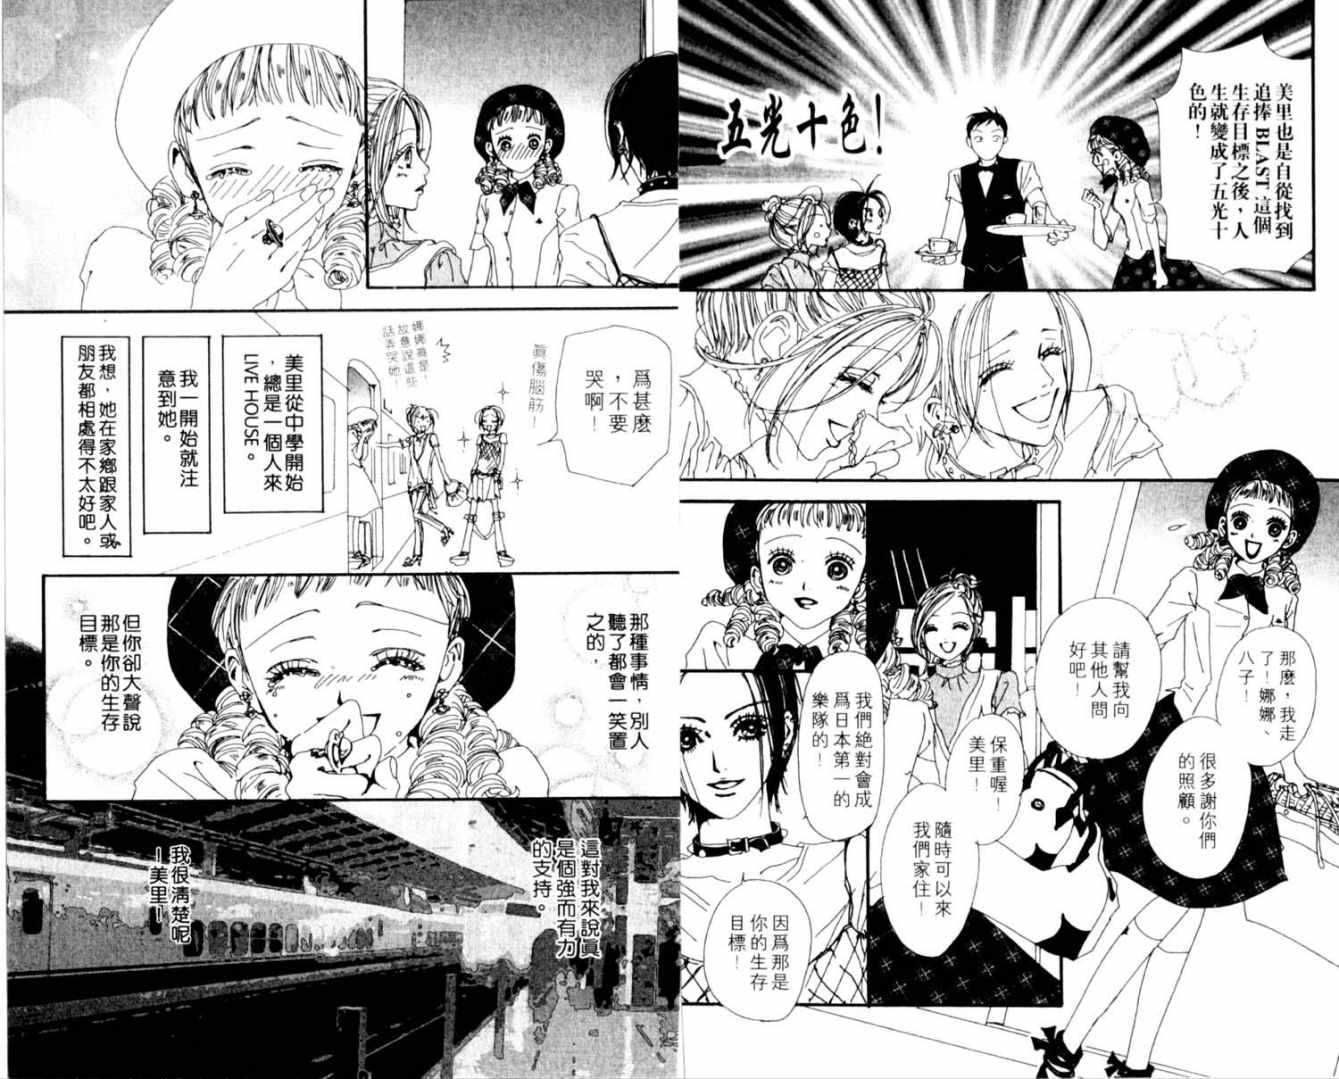 美里也是自從找到
追捧 BLAST 這個
生存目標之後，人
生就變成了五光十
色的！
五光十色！
那麼，我走
了！娜娜、
八子！
很多謝你們
的照顧。
請幫我向
其他人問
好吧！
保重喔！
美里！
隨時可以來
我們家住！
我們絕對會成
爲日本第一的
樂隊的！
因爲那是
你的生存
目標！
爲甚麼
，不要
哭啊！
眞傷腦筋！
娜娜爲是！
故意說這些
話弄哭她！
美里從中學開始
，總是一個人來
LIVE HOUSE。
我一開始就注
意到她。
我想，她在家鄉跟家人或
朋友都相處得不太好吧。
那種事情，別人
聽了都會一笑置
之的，
但你卻大聲說
那是你的生存
目標。
這對我來說眞
是個強而有力
的支持。
我很清楚呢
！美里！